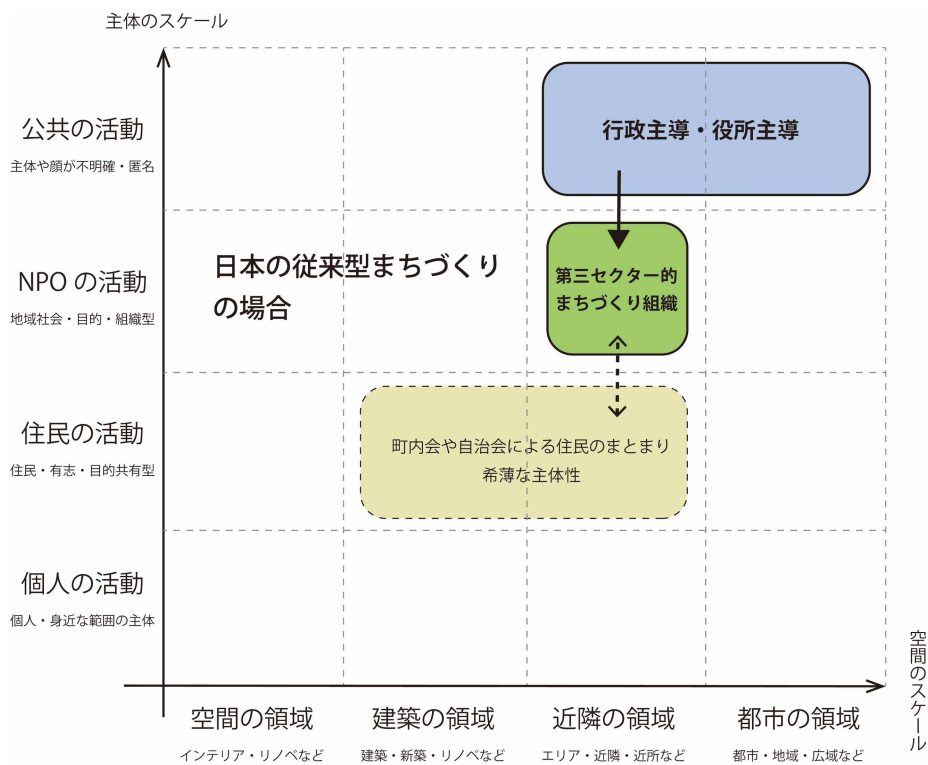 主体のスケール
公共の活動
主体や顔が不明確・匿名
行政主導・役所主導
NPO の活動
地域社会・目的・組織型
日本の従来型まちづくり
の場合
第三セクター的
まちづくり組織
住民の活動
住民・有志・目的共有型
町内会や自治会による住民のまとまり
希薄な主体性
個人の活動
個人・身近な範囲の主体
空間のスケール
空間の領域
インテリア・リノベなど
建築の領域
建築・新築・リノベなど
近隣の領域
エリア・近隣・近所など
都市の領域
都市・地域・広域など